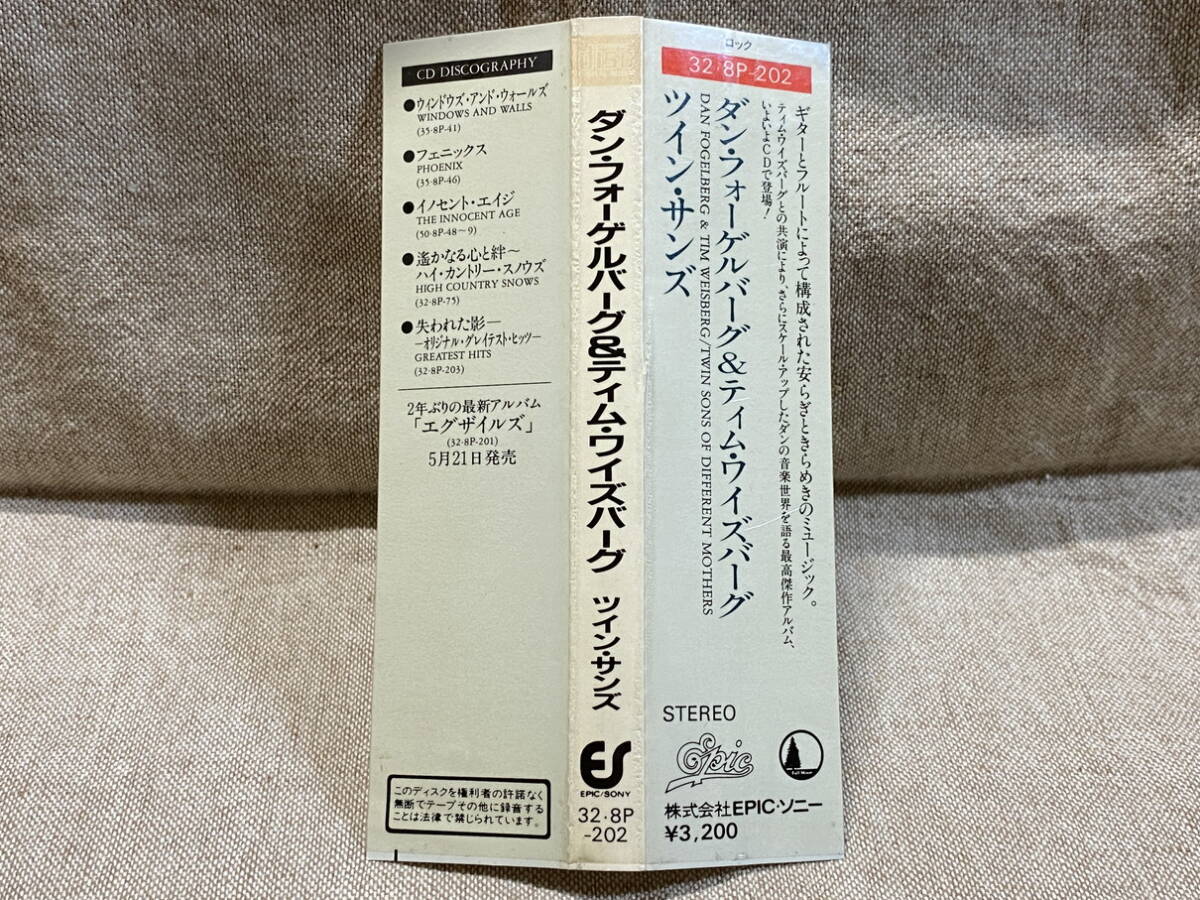 CD DISCOGRAPHY
●ウィンドウズ・アンド・ウォールズ
WINDOWS AND WALLS
(35・8P-41)
●フェニックス
PHOENIX
(35・8P-46)
●イノセント・エイジ
THE INNOCENT AGE
(50・8P-48〜9)
●遙かなる心と絆〜
ハイ・カントリー・スノウズ
HIGH COUNTRY SNOWS
(32・8P-75)
●失われた影―
―オリジナル・グレイテスト・ヒッツ―
GREATEST HITS
(32・8P-203)
2年ぶりの最新アルバム
「エグザイルズ」
(32・8P-201)
5月21日発売
このディスクを権利者の許諾なく
無断でテープその他に録音する
ことは法律で禁じられています。
ダン・フォーゲルバーグ&ティム・ワイズバーグ ツイン・サンズ
ES
EPIC/SONY
32・8P
-202
ロック
32・8P-202
ギターとフルートによって構成された安らぎときらめきのミュージック。
ティム・ワイズバーグとの共演により、さらにスケール・アップしたダンの音楽世界を語る最高傑作アルバム、
いよいよCDで登場!
ダン・フォーゲルバーグ&ティム・ワイズバーグ
DAN FOGELBERG & TIM WEISBERG/TWIN SONS OF DIFFERENT MOTHERS
ツイン・サンズ
STEREO
Epic
Full Moon
株式会社EPIC・ソニー
¥3,200